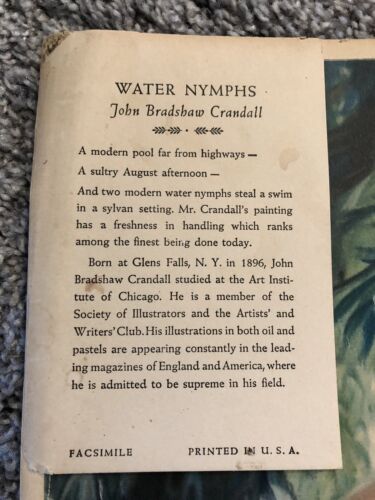 WATER NYMPHS
John Bradshaw Crandall
A modern pool far from highways—
A sultry August afternoon—
And two modern water nymphs steal a swim
in a sylvan setting. Mr. Crandall's painting
has a freshness in handling which ranks
among the finest being done today.
Born at Glens Falls, N. Y. in 1896, John
Bradshaw Crandall studied at the Art Insti-
tute of Chicago. He is a member of the
Society of Illustrators and the Artists' and
Writers' Club. His illustrations in both oil and
pastels are appearing constantly in the lead-
ing magazines of England and America, where
he is admitted to be supreme in his field.
FACSIMILE PRINTED IN U. S. A.